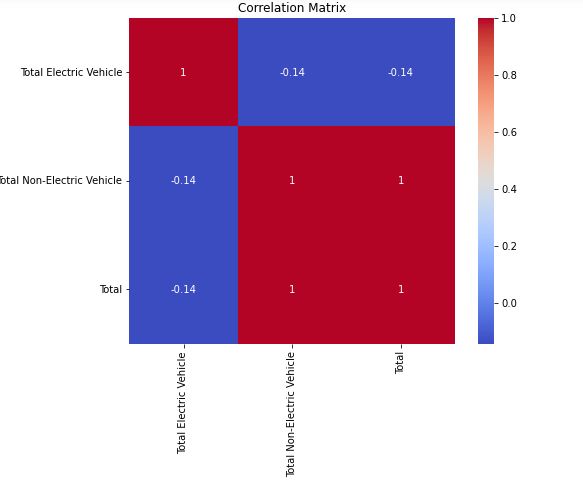 Correlation Matrix
Total Electric Vehicle 1 -0.14 -0.14
Total Non-Electric Vehicle -0.14 1 1
Total -0.14 1 1
Total Electric Vehicle
Total Non-Electric Vehicle
Total
1.0
0.8
0.6
0.4
0.2
0.0